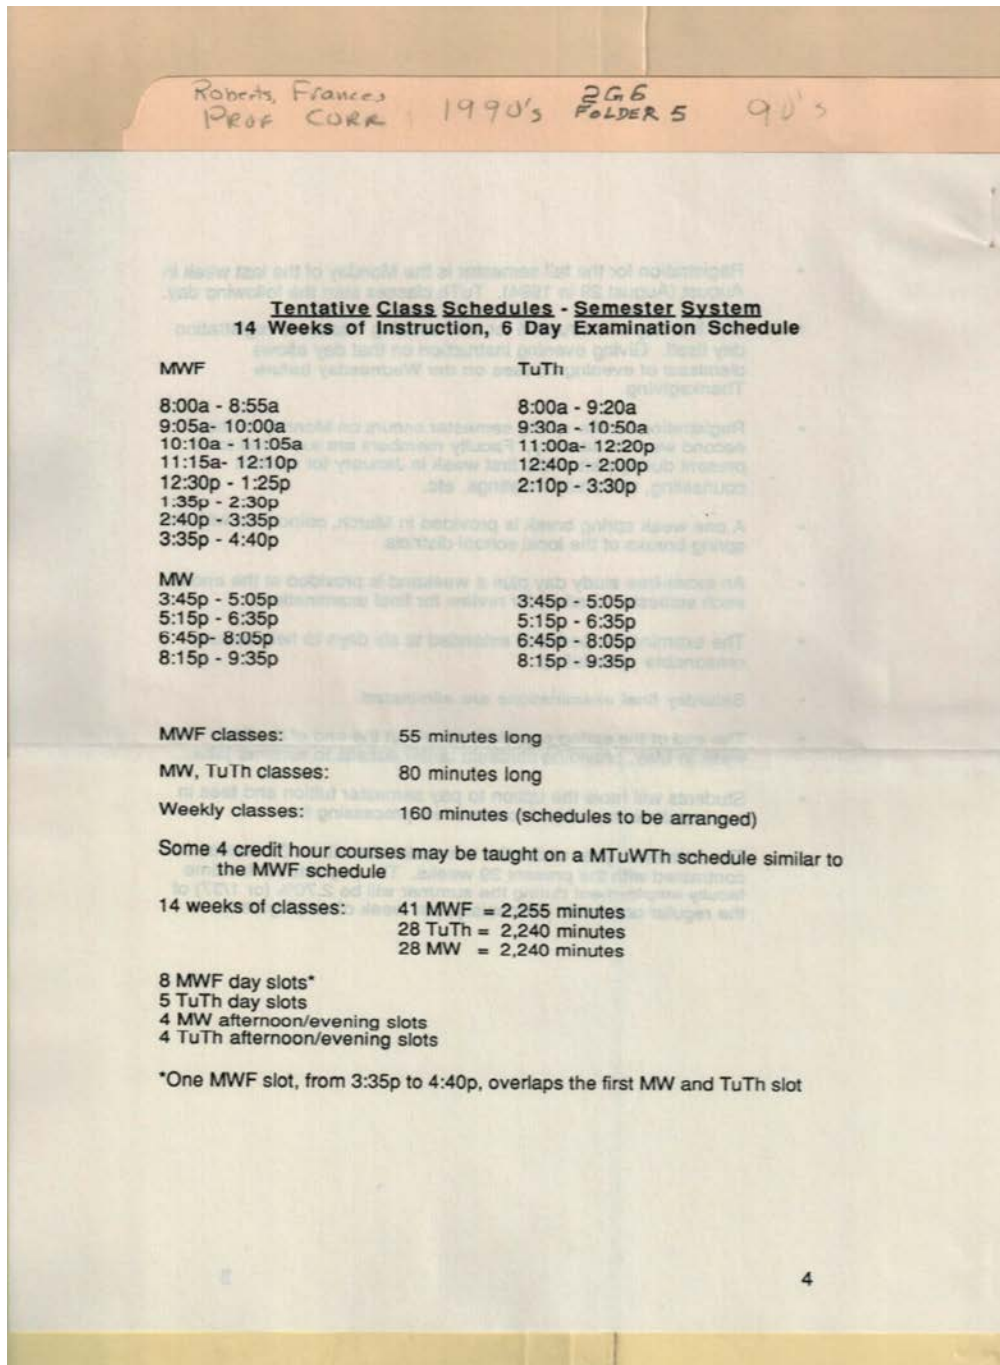 Roberts, Frances 1990's 2G6 90's
PROF CORR FOLDER 5
Tentative Class Schedules - Semester System
14 Weeks of Instruction, 6 Day Examination Schedule
MWF TuTh
8:00a - 8:55a 8:00a - 9:20a
9:05a- 10:00a 9:30a - 10:50a
10:10a - 11:05a 11:00a- 12:20p
11:15a- 12:10p 12:40p - 2:00p
12:30p - 1:25p 2:10p - 3:30p
1:35p - 2:30p
2:40p - 3:35p
3:35p - 4:40p
MW
3:45p - 5:05p 3:45p - 5:05p
5:15p - 6:35p 5:15p - 6:35p
6:45p- 8:05p 6:45p - 8:05p
8:15p - 9:35p 8:15p - 9:35p
MWF classes: 55 minutes long
MW, TuTh classes: 80 minutes long
Weekly classes: 160 minutes (schedules to be arranged)
Some 4 credit hour courses may be taught on a MTuWTh schedule similar to
the MWF schedule
14 weeks of classes: 41 MWF = 2,255 minutes
28 TuTh = 2,240 minutes
28 MW = 2,240 minutes
8 MWF day slots*
5 TuTh day slots
4 MW afternoon/evening slots
4 TuTh afternoon/evening slots
*One MWF slot, from 3:35p to 4:40p, overlaps the first MW and TuTh slot
4